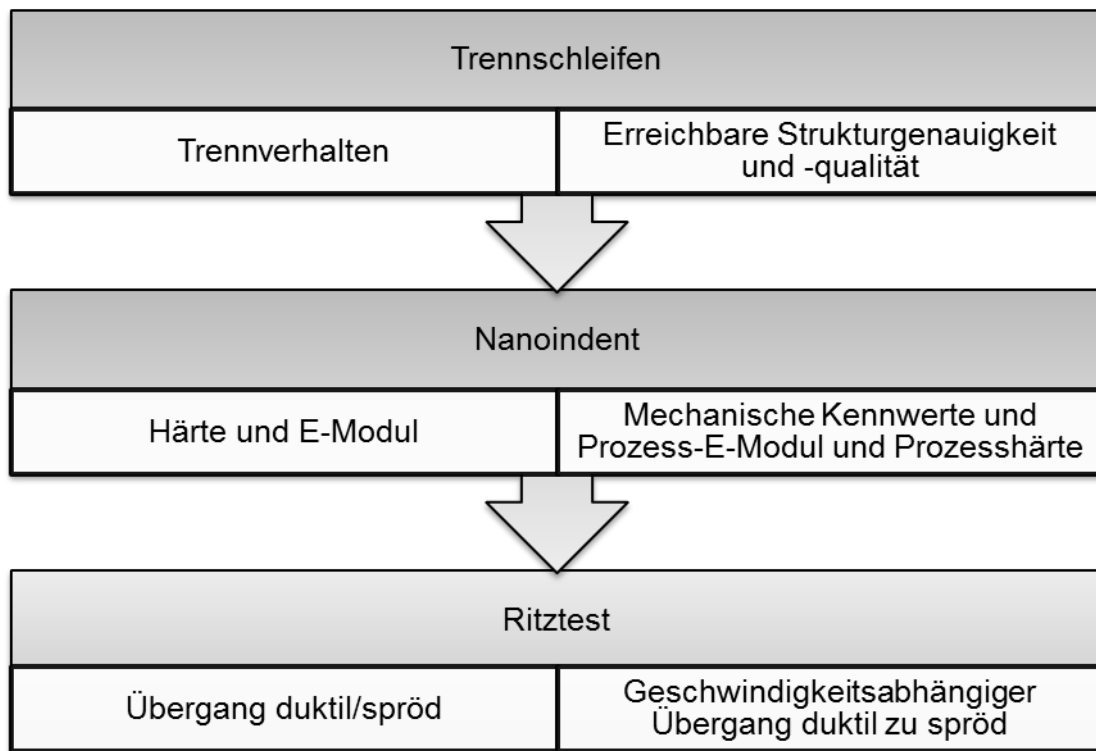 Trennschleifen
Trennverhalten
Erreichbare Strukturgenauigkeit
und -qualität
Nanoindent
Härte und E-Modul
Mechanische Kennwerte und
Prozess-E-Modul und Prozesshärte
Ritztest
Übergang duktil/spröd
Geschwindigkeitsabhängiger
Übergang duktil zu spröd